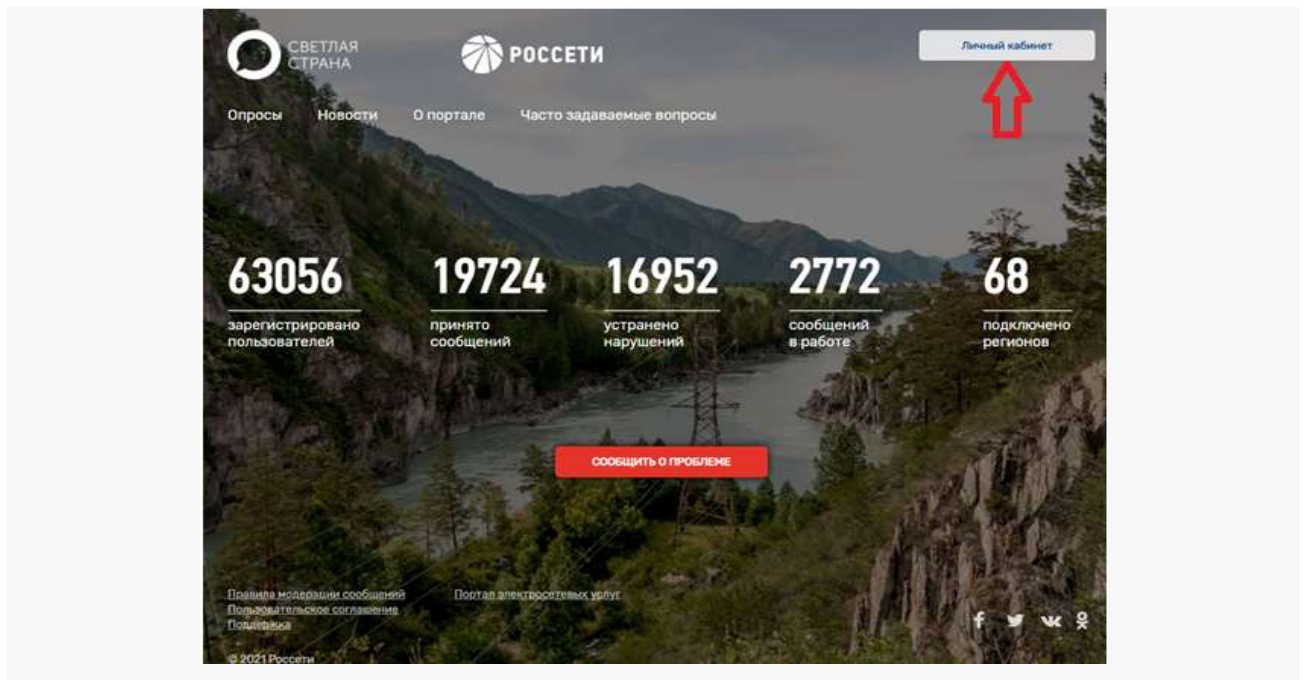 СВЕТЛАЯ
СТРАНА
РОССЕТИ
Личный кабинет
Опросы Новости О портале Часто задаваемые вопросы
63056 19724 16952 2772 68
зарегистрировано принято устранено сообщений подключено
пользователей сообщений нарушений в работе регионов
СООБЩИТЬ О ПРОБЛЕМЕ
Правила модерации сообщений Портал электросетевых услуг
Пользовательское соглашение
Поддержка
© 2021 Россети